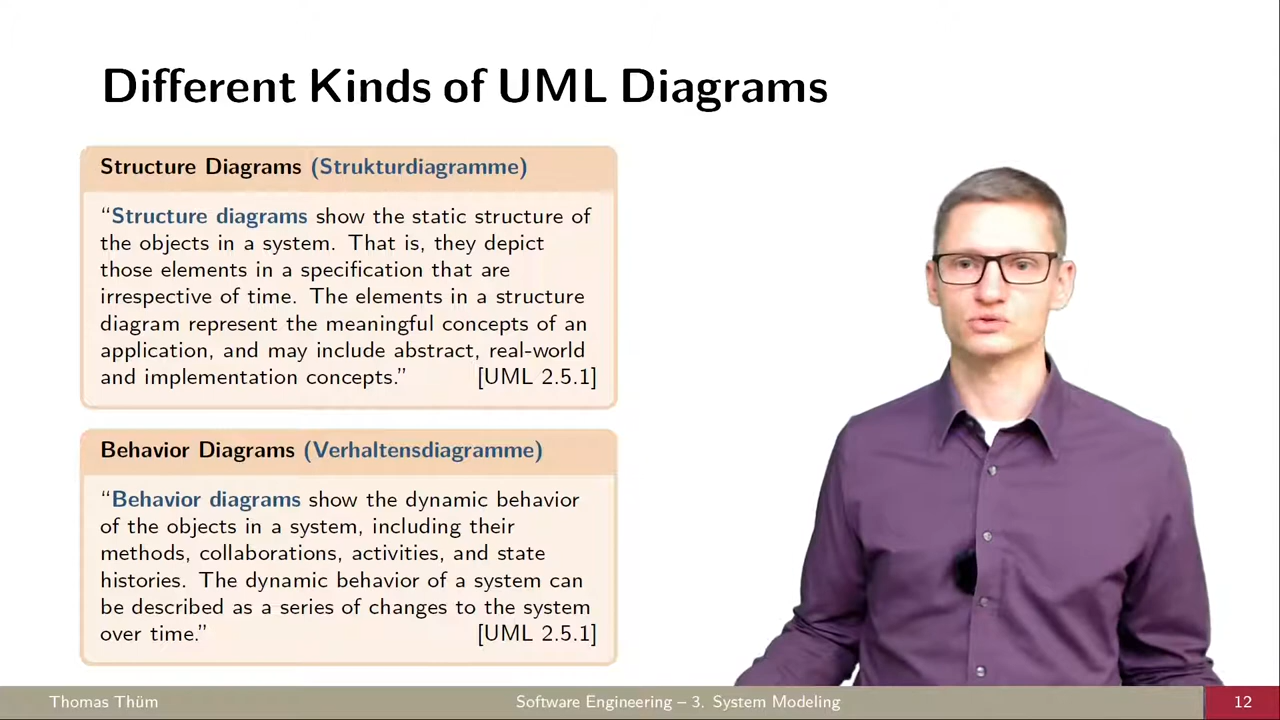 Different Kinds of UML Diagrams
Structure Diagrams (Strukturdiagramme)
“Structure diagrams show the static structure of
the objects in a system. That is, they depict
those elements in a specification that are
irrespective of time. The elements in a structure
diagram represent the meaningful concepts of an
application, and may include abstract, real-world
and implementation concepts.” [UML 2.5.1]
Behavior Diagrams (Verhaltensdiagramme)
“Behavior diagrams show the dynamic behavior
of the objects in a system, including their
methods, collaborations, activities, and state
histories. The dynamic behavior of a system can
be described as a series of changes to the system
over time.” [UML 2.5.1]
Thomas Thüm Software Engineering – 3. System Modeling 12